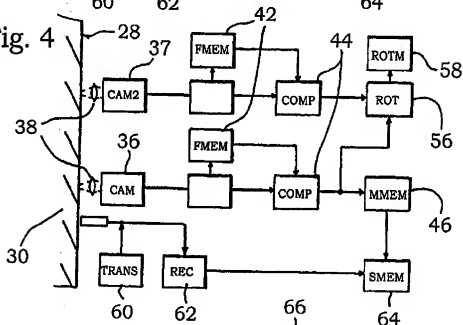 60 62 64
Fig. 4
28
37
42
44
FMEM
ROTM
58
CAM2
COMP
ROT
38
36
FMEM
56
CAM
COMP
MMEM
46
30
TRANS
REC
SMEM
60
62
64
66